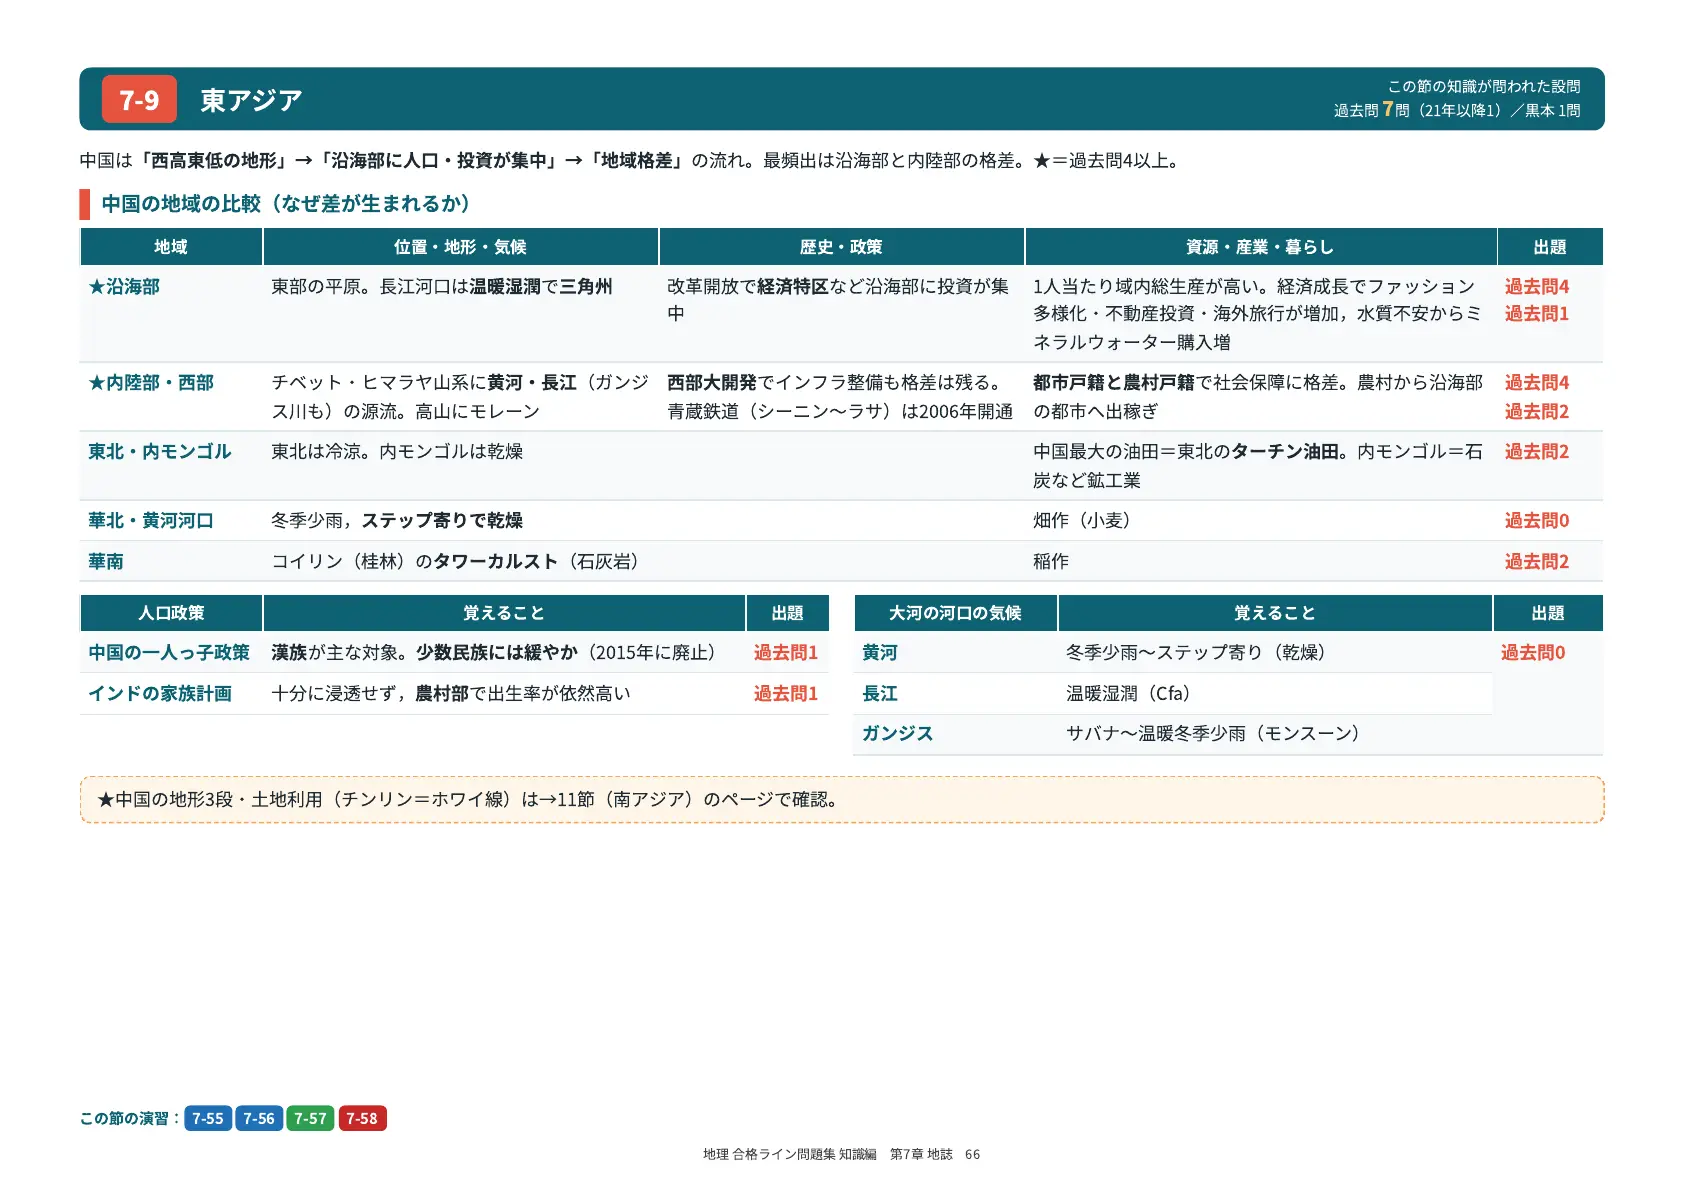 7-9 東アジア
この節の知識が問われた設問
過去問 7問（21年以降1）／黒本 1問
中国は「西高東低の地形」→「沿海部に人口・投資が集中」→「地域格差」の流れ。最頻出は沿海部と内陸部の格差。★＝過去問4以上。
中国の地域の比較（なぜ差が生まれるか）
地域 位置・地形・気候 歴史・政策 資源・産業・暮らし 出題
★沿海部 東部の平原。長江河口は温暖湿潤で三角州 改革開放で経済特区など沿海部に投資が集 1人当たり域内総生産が高い。経済成長でファッション 過去問4
中 多様化・不動産投資・海外旅行が増加，水質不安からミ 過去問1
ネラルウォーター購入増
★内陸部・西部 チベット・ヒマラヤ山系に黄河・長江（ガンジ 西部大開発でインフラ整備も格差は残る。 都市戸籍と農村戸籍で社会保障に格差。農村から沿海部 過去問4
ス川も）の源流。高山にモレーン 青蔵鉄道（シーニン〜ラサ）は2006年開通 の都市へ出稼ぎ 過去問2
東北・内モンゴル 東北は冷涼。内モンゴルは乾燥 中国最大の油田＝東北のターチン油田。内モンゴル＝石 過去問2
炭など鉱工業
華北・黄河河口 冬季少雨，ステップ寄りで乾燥 畑作（小麦） 過去問0
華南 コイリン（桂林）のタワーカルスト（石灰岩） 稲作 過去問2
人口政策 覚えること 出題
中国の一人っ子政策 漢族が主な対象。少数民族には緩やか（2015年に廃止） 過去問1
インドの家族計画 十分に浸透せず，農村部で出生率が依然高い 過去問1
大河の河口の気候 覚えること 出題
黄河 冬季少雨〜ステップ寄り（乾燥） 過去問0
長江 温暖湿潤（Cfa）
ガンジス サバナ〜温暖冬季少雨（モンスーン）
★中国の地形3段・土地利用（チンリン＝ホワイ線）は→11節（南アジア）のページで確認。
この節の演習： 7-55 7-56 7-57 7-58
地理 合格ライン問題集 知識編 第7章 地誌 66